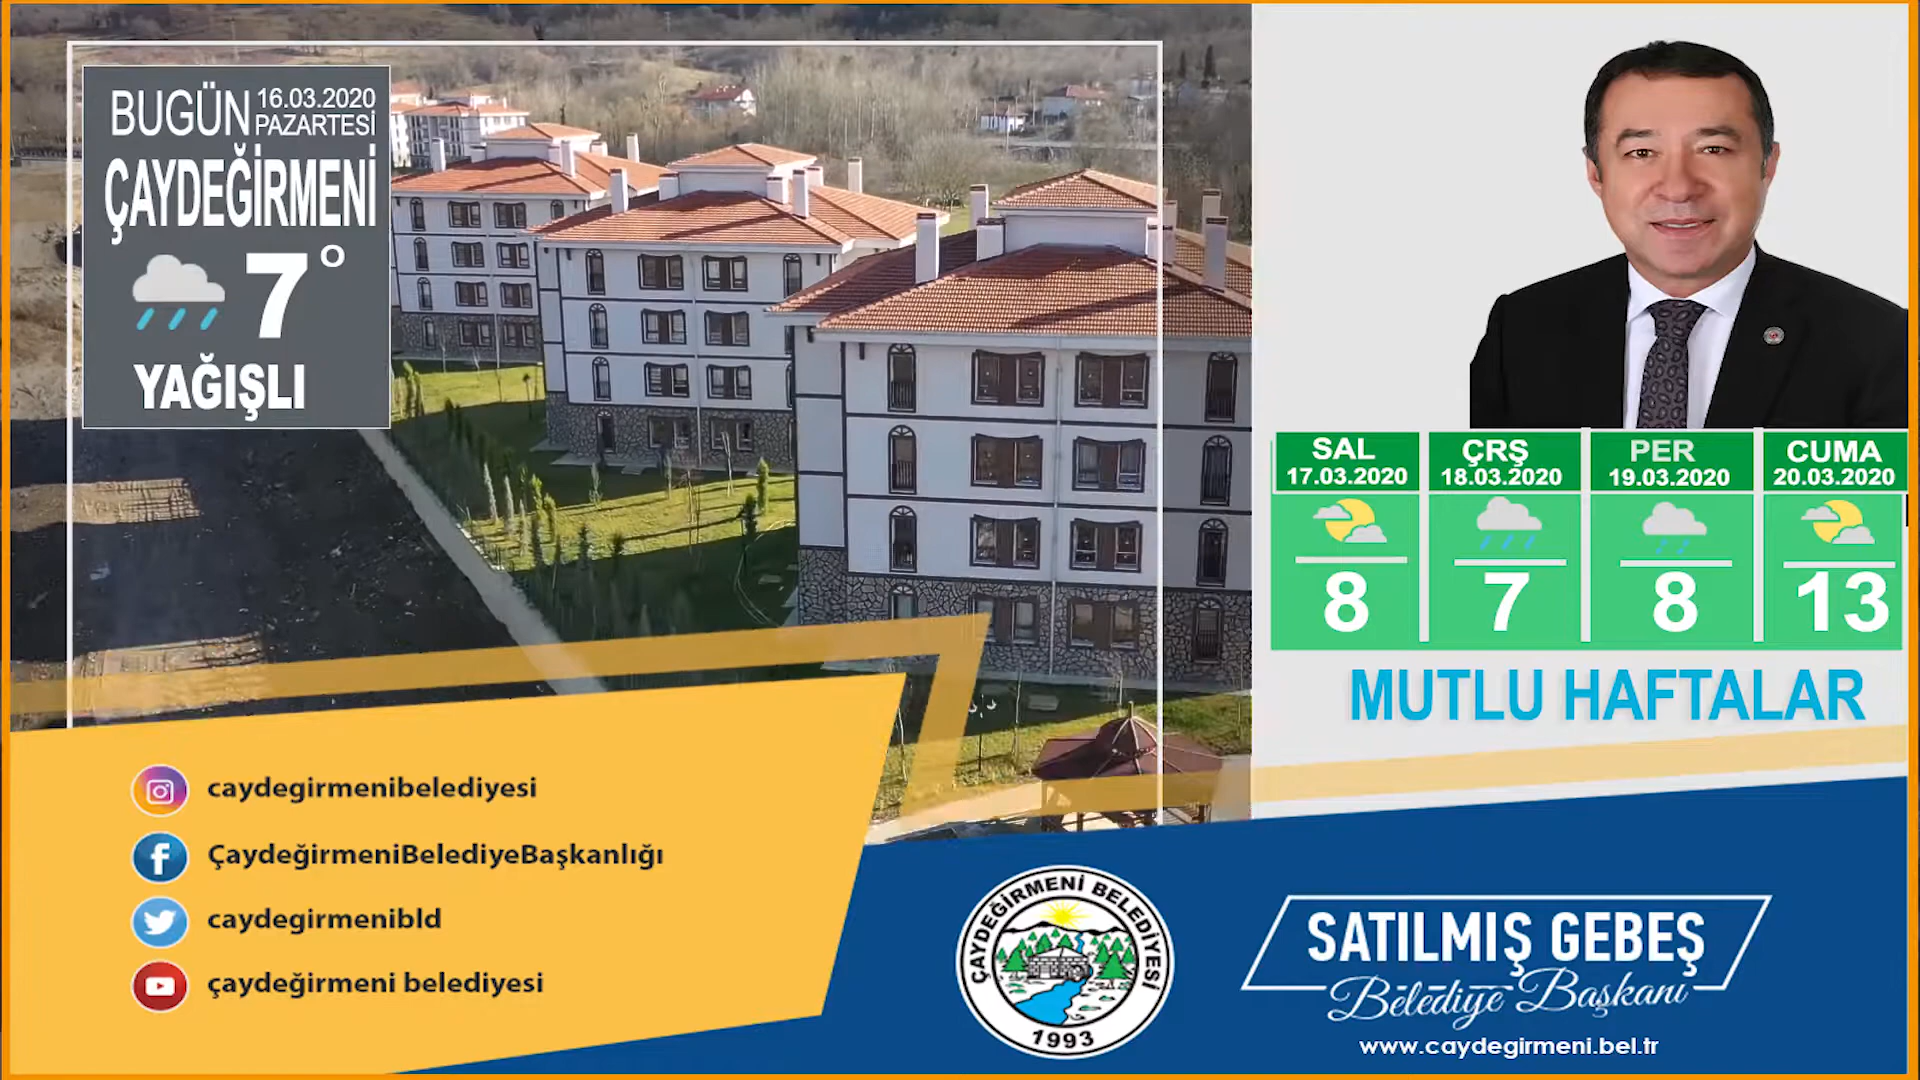 BUGÜN
16.03.2020
PAZARTESİ
ÇAYDEĞİRMENİ
7°
YAĞIŞLI
SAL
17.03.2020
8
ÇRŞ
18.03.2020
7
PER
19.03.2020
8
CUMA
20.03.2020
13
MUTLU HAFTALAR
caydegirmenibelediyesi
ÇaydeğirmeniBelediyeBaşkanlığı
caydegirmenibld
çaydeğirmeni belediyesi
ÇAYDEĞİRMENİ BELEDİYESİ
1993
SATILMIŞ GEBEŞ
Belediye Başkanı
www.caydegirmeni.bel.tr